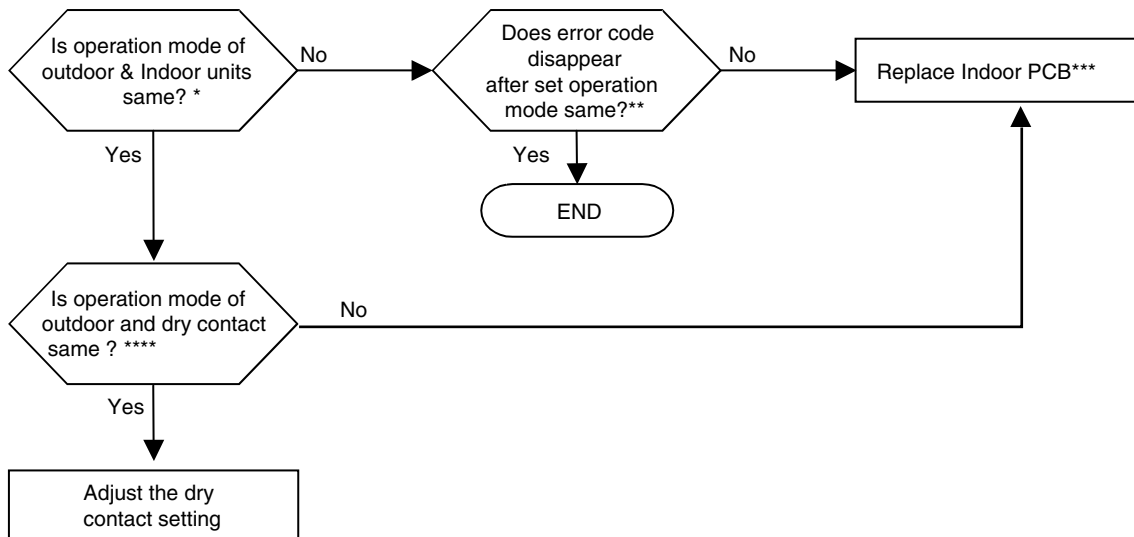 Is operation mode of
outdoor & Indoor units
same? *
No
Does error code
disappear
after set operation
mode same?**
No
Replace Indoor PCB***
Yes
Yes
END
Is operation mode of
outdoor and dry contact
same ? ****
No
Yes
Adjust the dry
contact setting